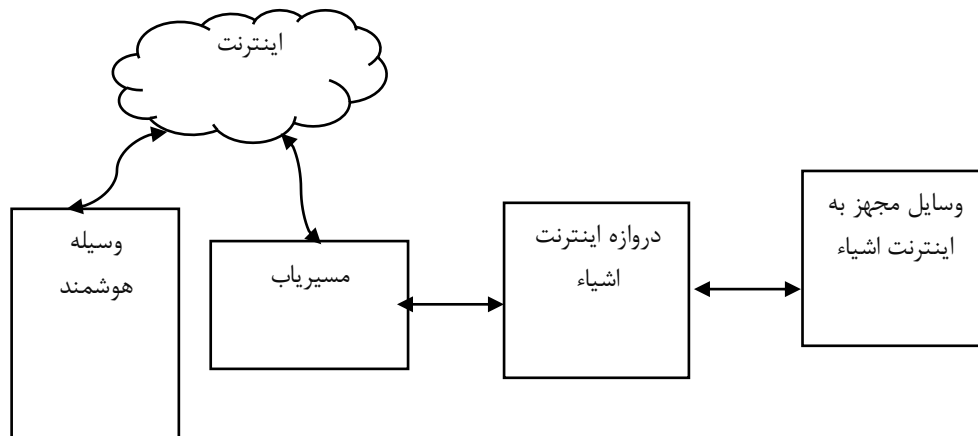 اینترنت
وسیله
هوشمند
مسیریاب
دروازه اینترنت
اشیاء
وسایل مجهز به
اینترنت اشیاء